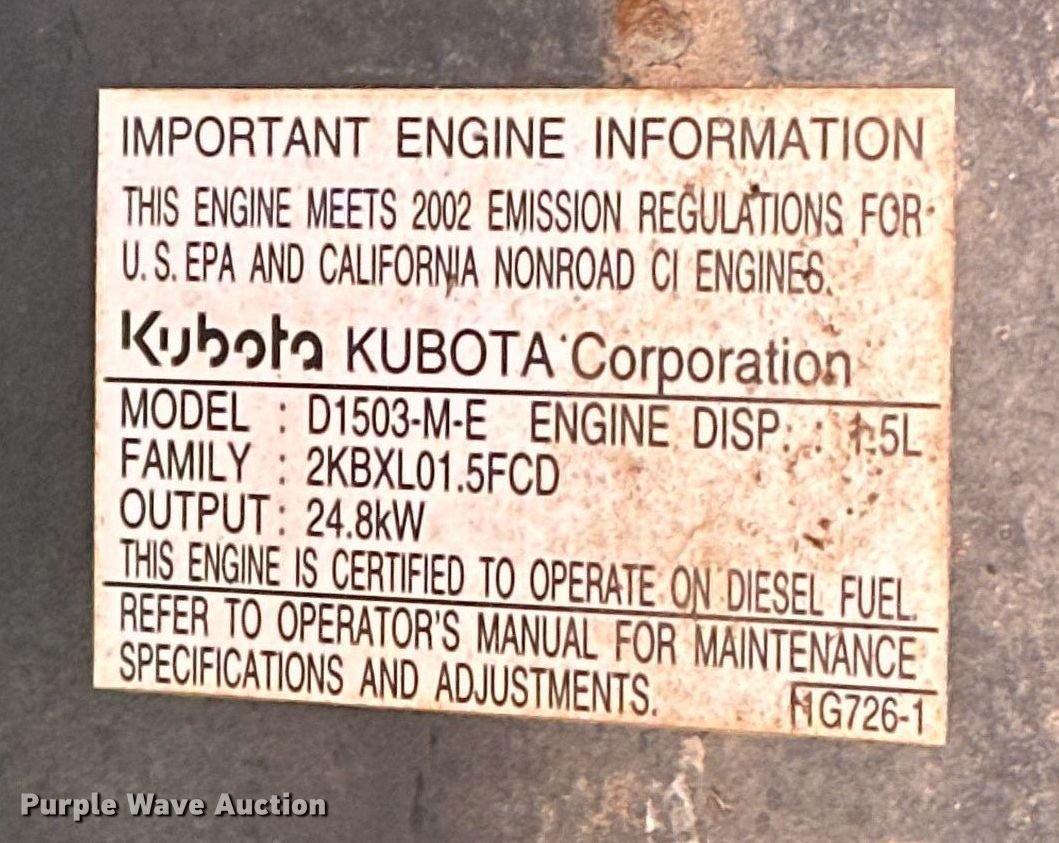 IMPORTANT ENGINE INFORMATION
THIS ENGINE MEETS 2002 EMISSION REGULATIONS FOR
U.S. EPA AND CALIFORNIA NONROAD CI ENGINES.
Kubota KUBOTA Corporation
MODEL : D1503-M-E ENGINE DISP. : 1.5L
FAMILY : 2KBXL01.5FCD
OUTPUT : 24.8kW
THIS ENGINE IS CERTIFIED TO OPERATE ON DIESEL FUEL.
REFER TO OPERATOR'S MANUAL FOR MAINTENANCE
SPECIFICATIONS AND ADJUSTMENTS.
1G726-1
Purple Wave Auction